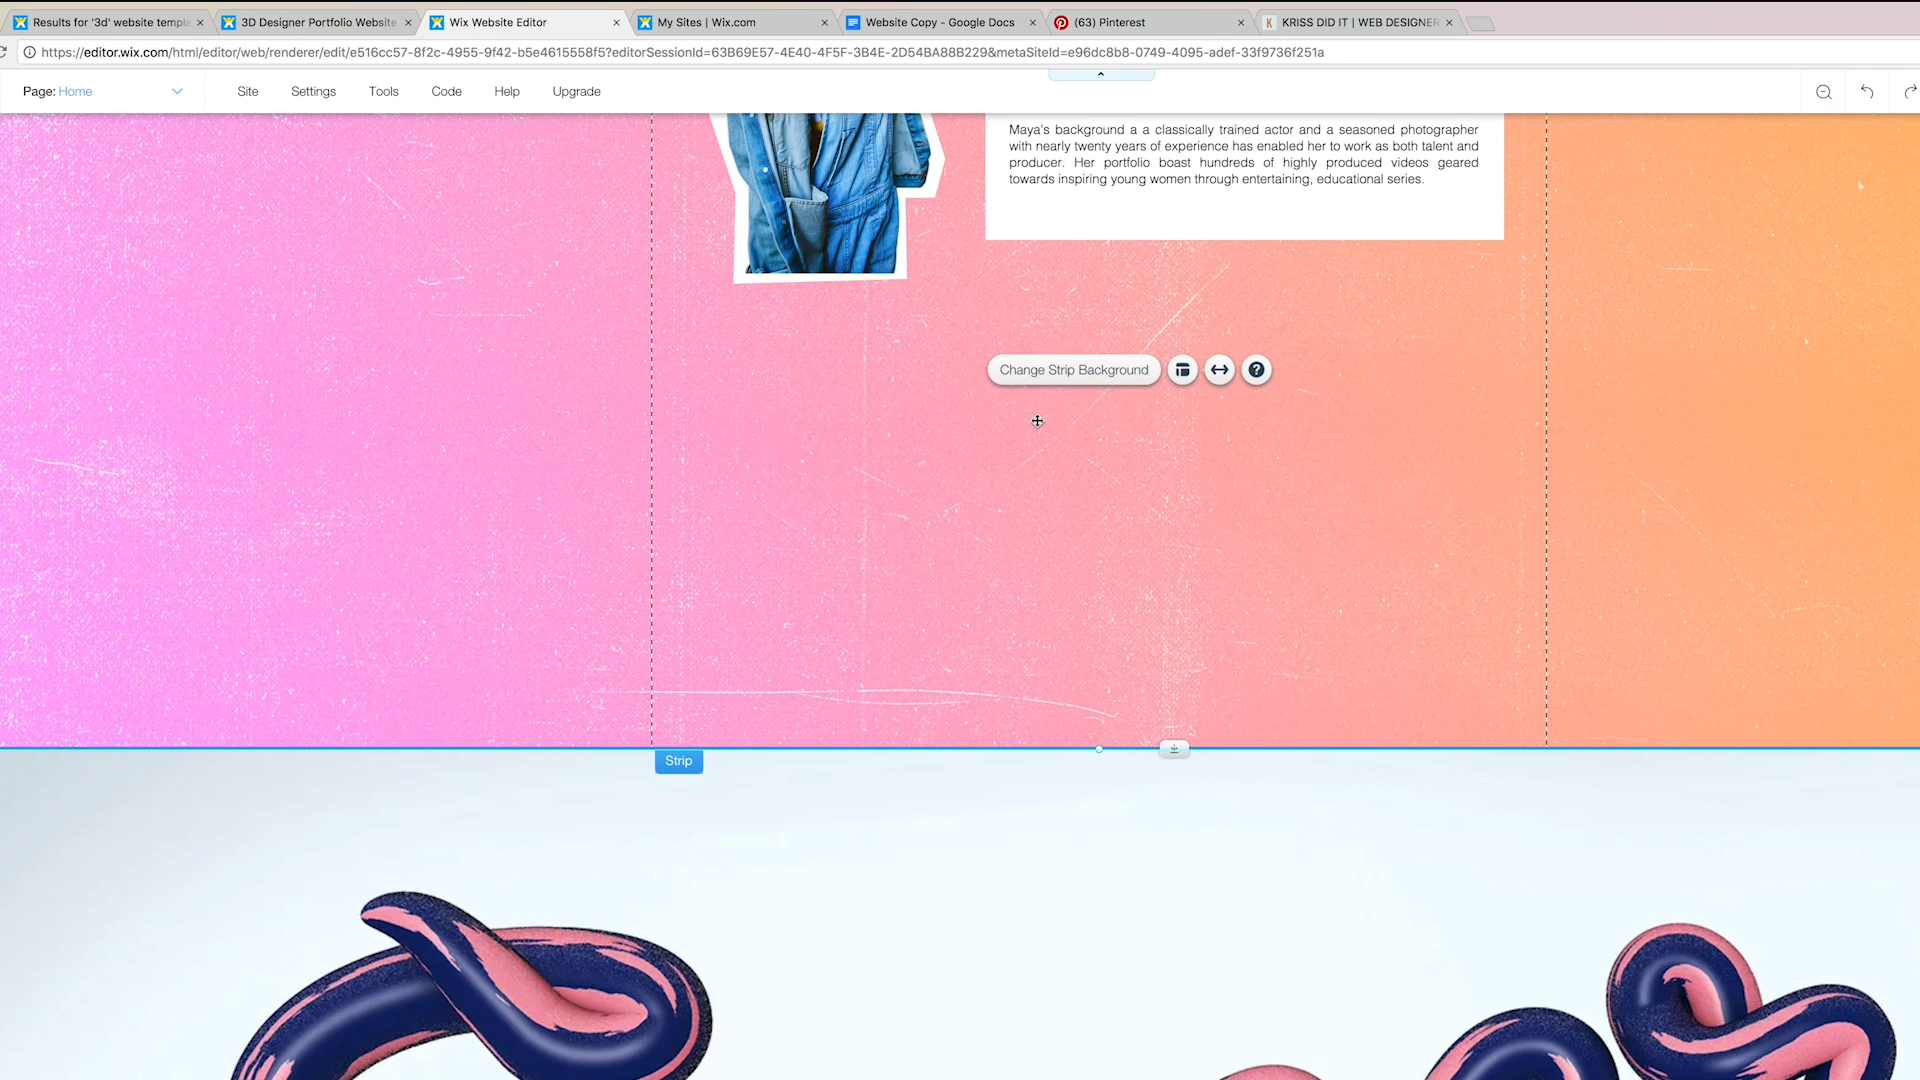 Results for '3d' website templa
3D Designer Portfolio Website
Wix Website Editor
My Sites | Wix.com
Website Copy - Google Docs
(63) Pinterest
KRISS DID IT | WEB DESIGNER
https://editor.wix.com/html/editor/web/renderer/edit/e516cc57-8f2c-4955-9f42-b5e4615558f5?editorSessionId=63B69E57-4E40-4F5F-3B4E-2D54BA88B229&metaSiteId=e96dc8b8-0749-4095-adef-33f9736f251a
Page: Home
Site
Settings
Tools
Code
Help
Upgrade
Maya's background a a classically trained actor and a seasoned photographer
with nearly twenty years of experience has enabled her to work as both talent and
producer. Her portfolio boast hundreds of highly produced videos geared
towards inspiring young women through entertaining, educational series.
Change Strip Background
Strip